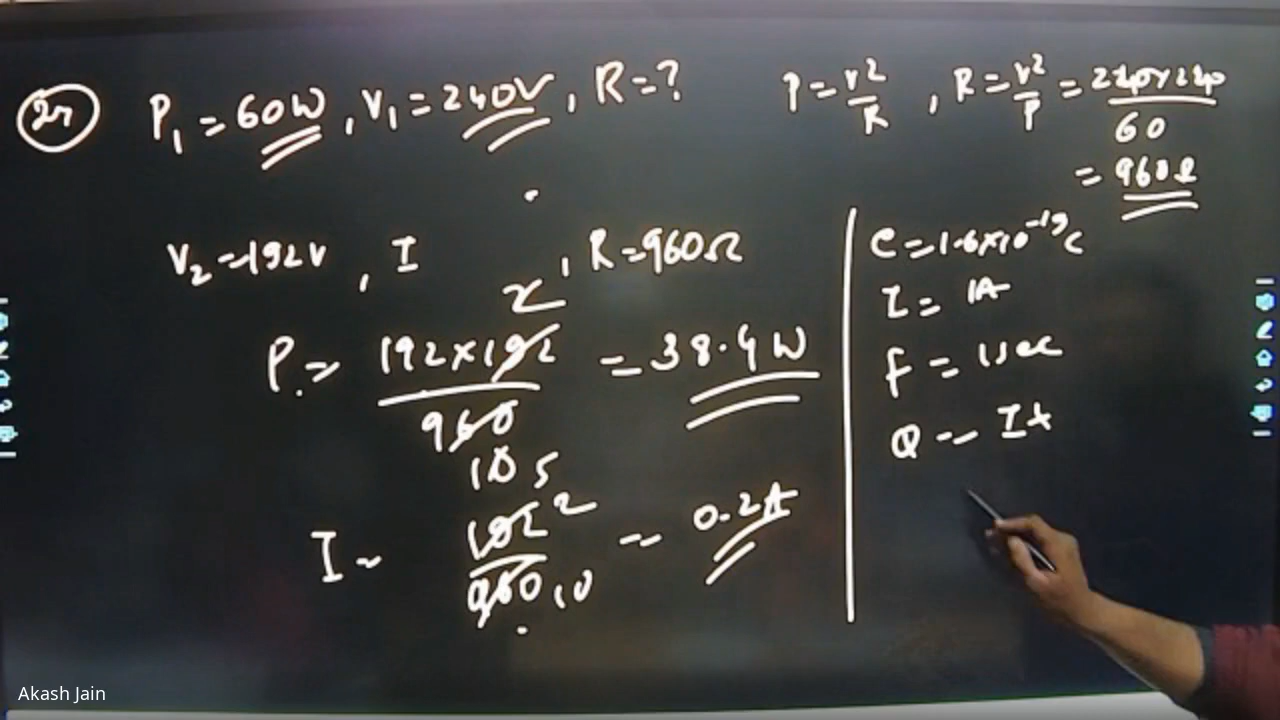 27 P₁ = 60W , V₁ = 240V , R = ?
P = V²/R , R = V²/P = 240×240/60
= 960Ω
V₂ = 192V , I , R = 960Ω
P = 192×192/960 = 38.4W
I = 192/960 = 0.2A
e = 1.6×10⁻¹⁹C
I = 1A
t = 1sec
Q = It
Akash Jain